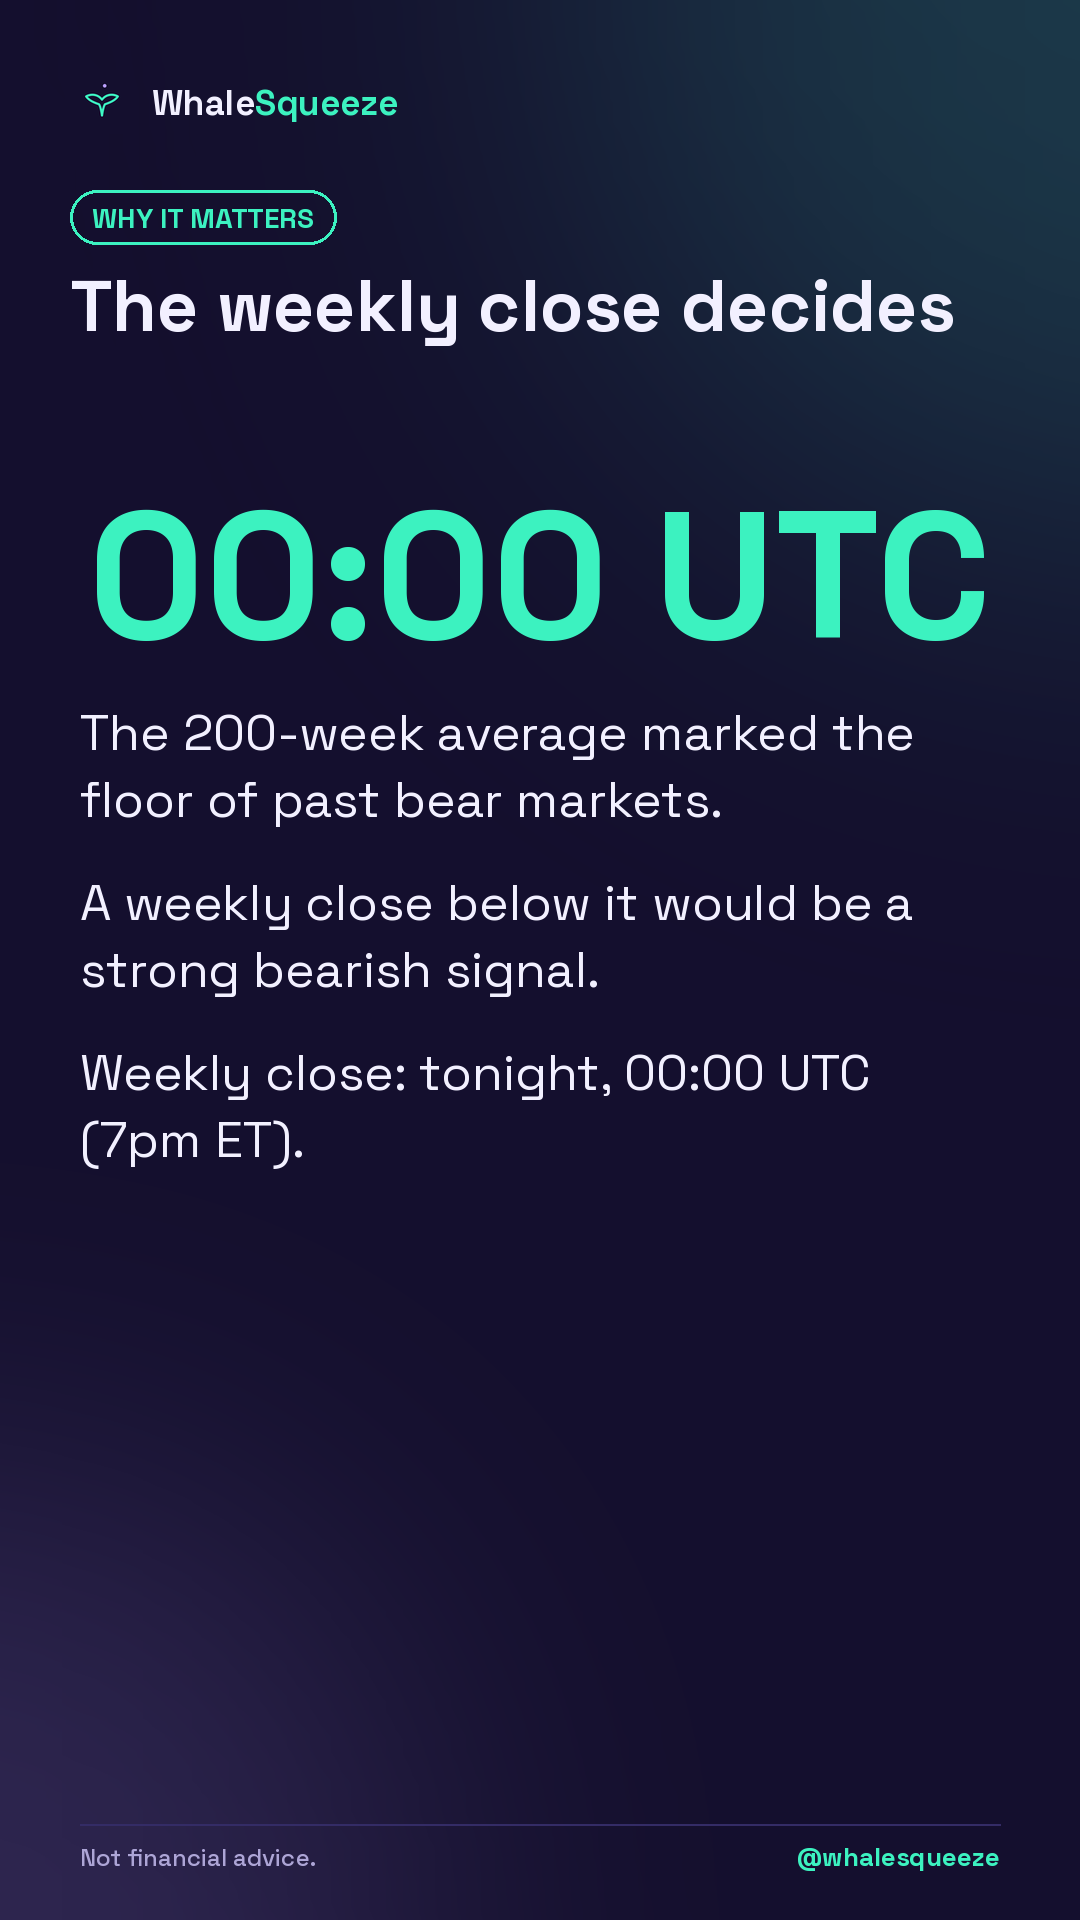 WhaleSqueeze
WHY IT MATTERS
The weekly close decides
00:00 UTC
The 200-week average marked the
floor of past bear markets.
A weekly close below it would be a
strong bearish signal.
Weekly close: tonight, 00:00 UTC
(7pm ET).
Not financial advice.
@whalesqueeze